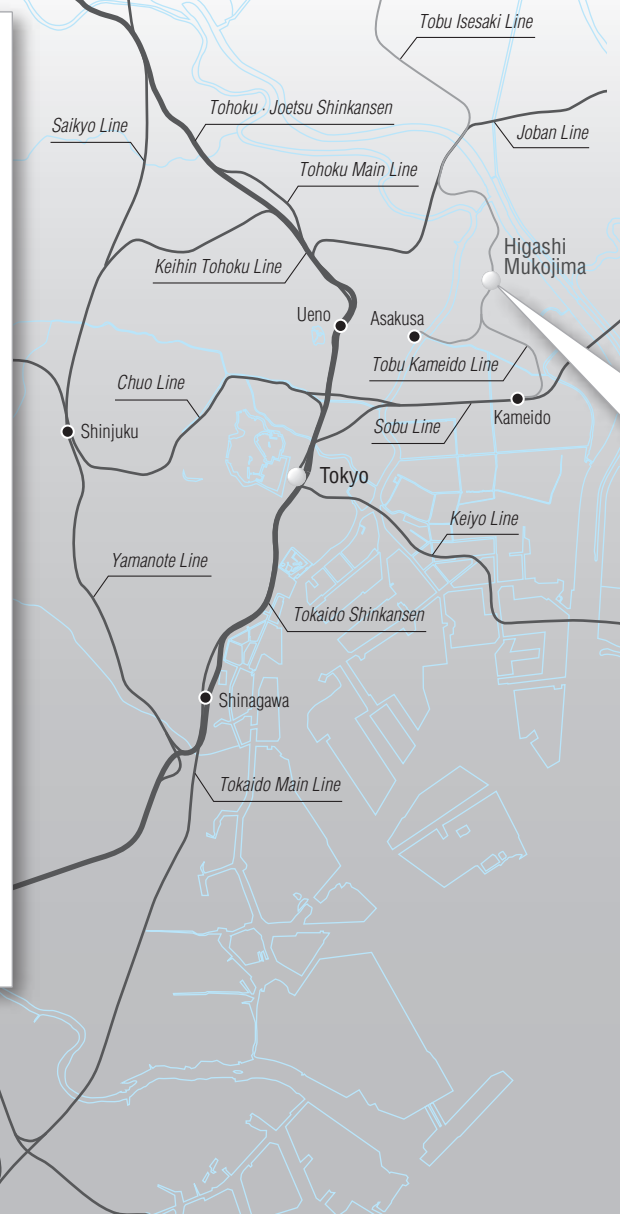 Tobu Isesaki Line
Tohoku · Joetsu Shinkansen
Saikyo Line
Joban Line
Tohoku Main Line
Higashi
Mukojima
Keihin Tohoku Line
Ueno
Asakusa
Tobu Kameido Line
Chuo Line
Kameido
Sobu Line
Shinjuku
Tokyo
Keiyo Line
Yamanote Line
Tokaido Shinkansen
Shinagawa
Tokaido Main Line